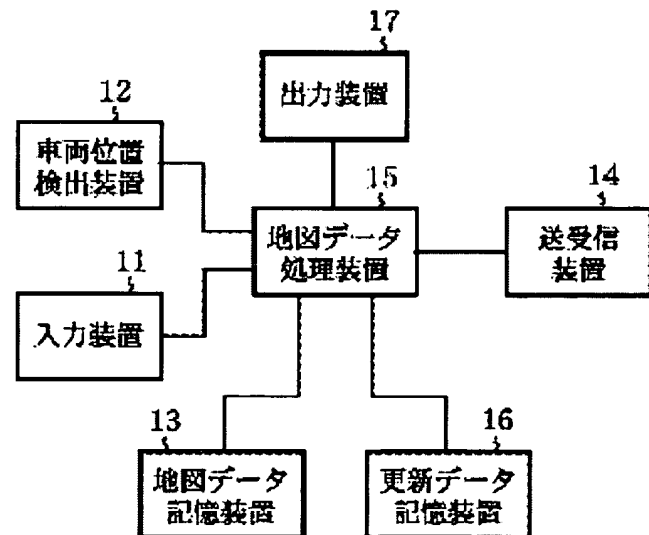 17
出力装置
12
車両位置
検出装置
15
地図データ
処理装置
14
送受信
装置
11
入力装置
13
地図データ
記憶装置
16
更新データ
記憶装置